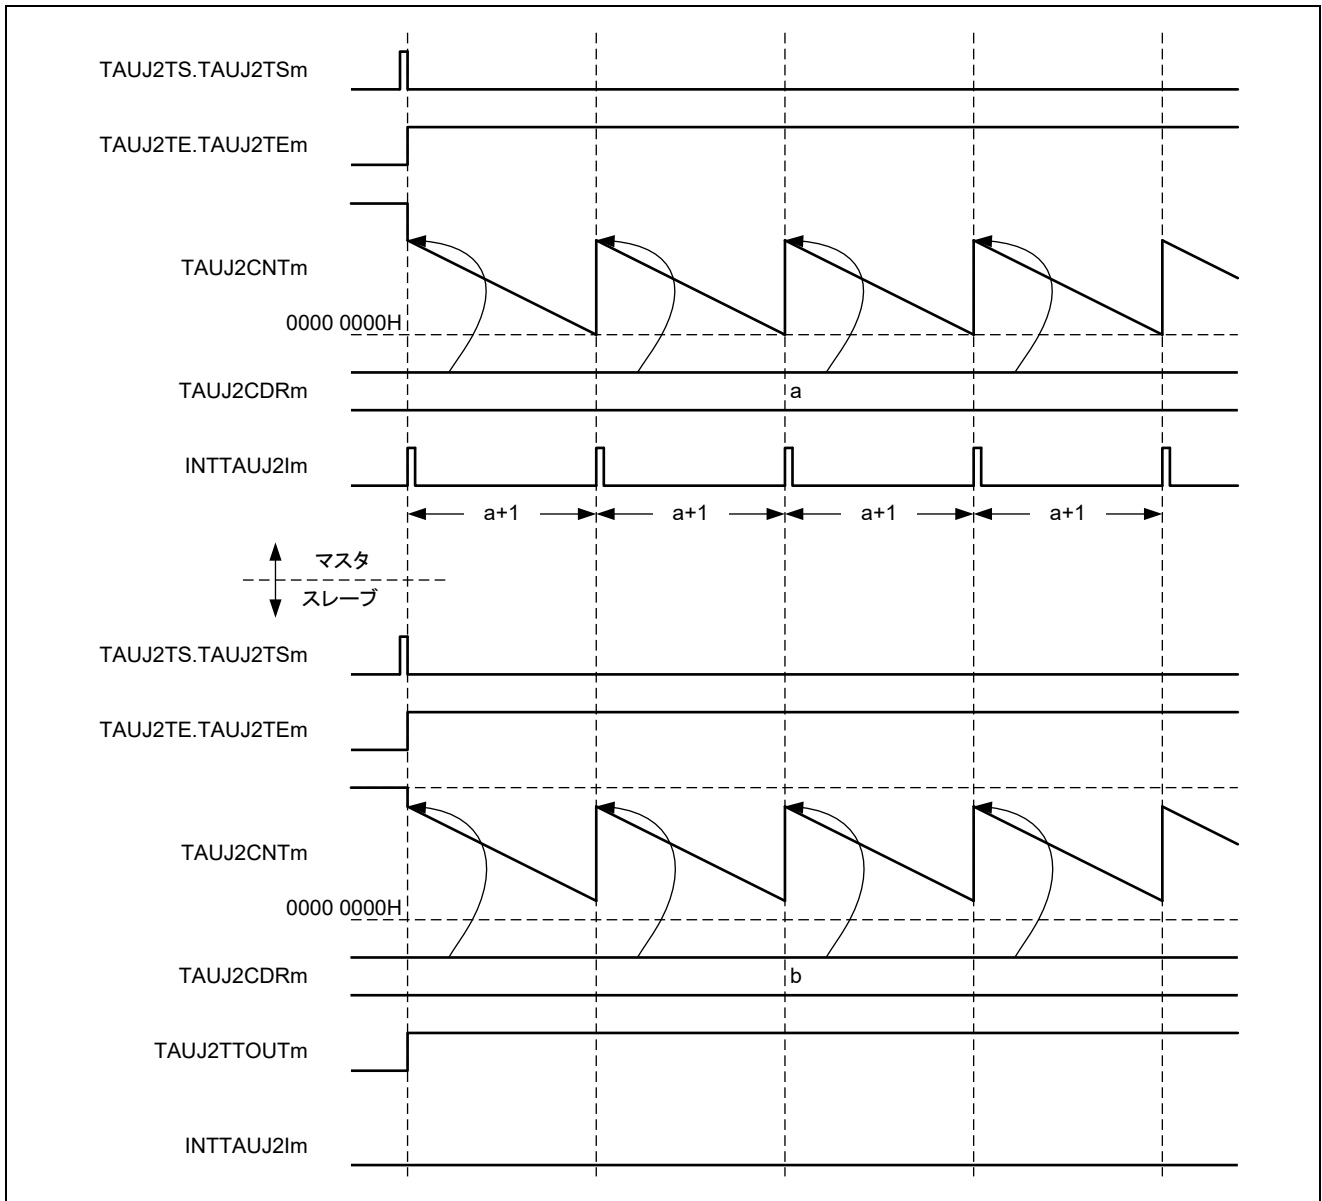 TAUJ2TS.TAUJ2TSm
TAUJ2TE.TAUJ2TEm
TAUJ2CNTm
0000 0000H
TAUJ2CDRm
a
INTTAUJ2Im
a+1 a+1 a+1 a+1
マスタ
スレーブ
TAUJ2TS.TAUJ2TSm
TAUJ2TE.TAUJ2TEm
TAUJ2CNTm
0000 0000H
TAUJ2CDRm
b
TAUJ2TTOUTm
INTTAUJ2Im